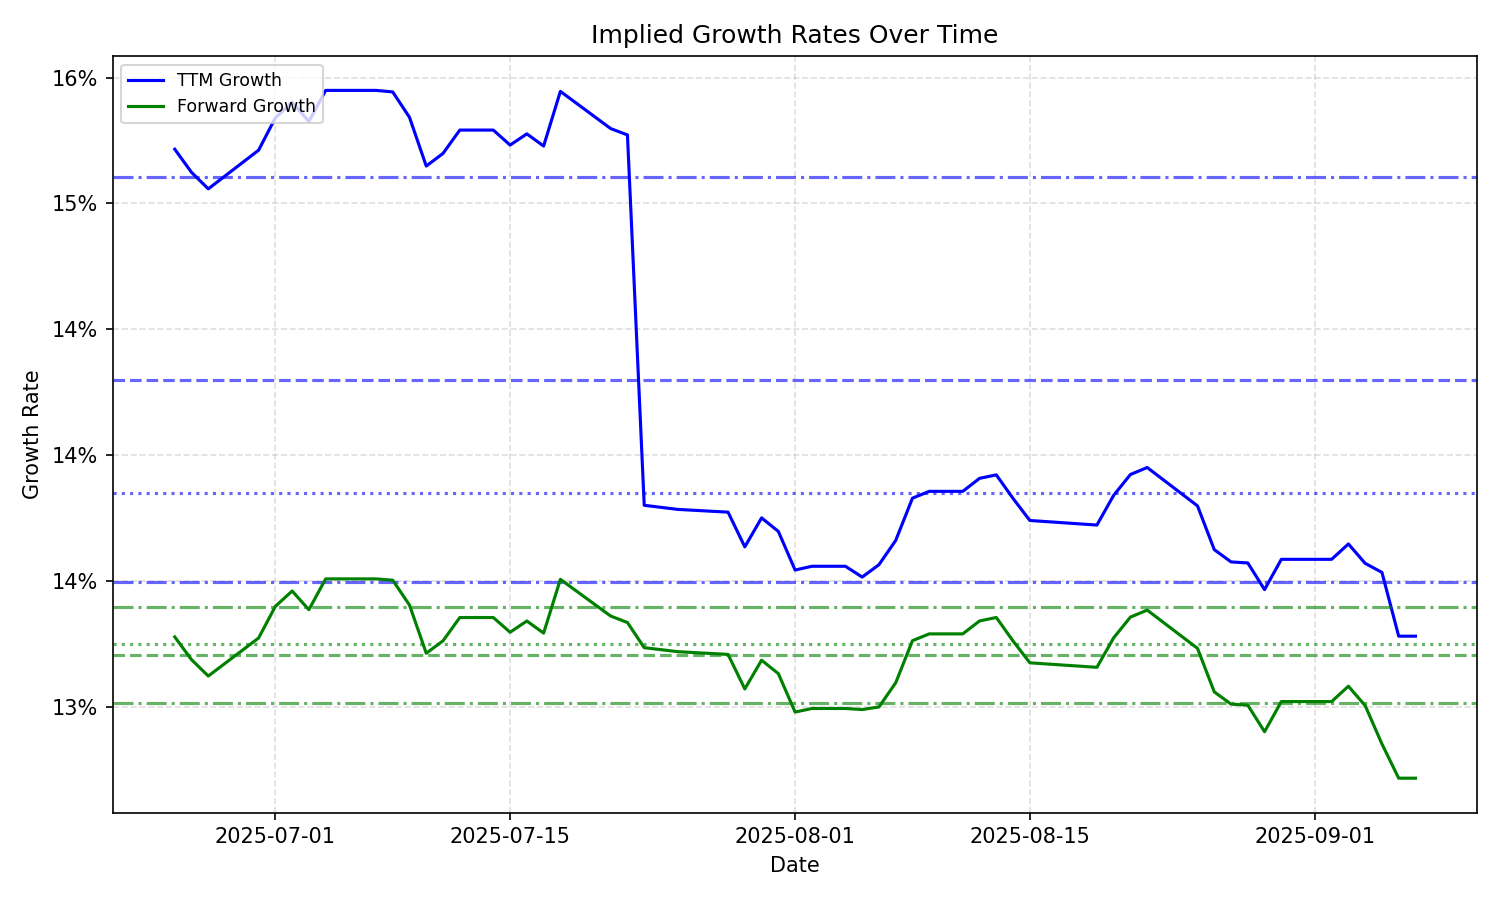 Implied Growth Rates Over Time
TTM Growth
Forward Growth
16%
15%
14%
14%
14%
13%
Growth Rate
2025-07-01
2025-07-15
2025-08-01
2025-08-15
2025-09-01
Date